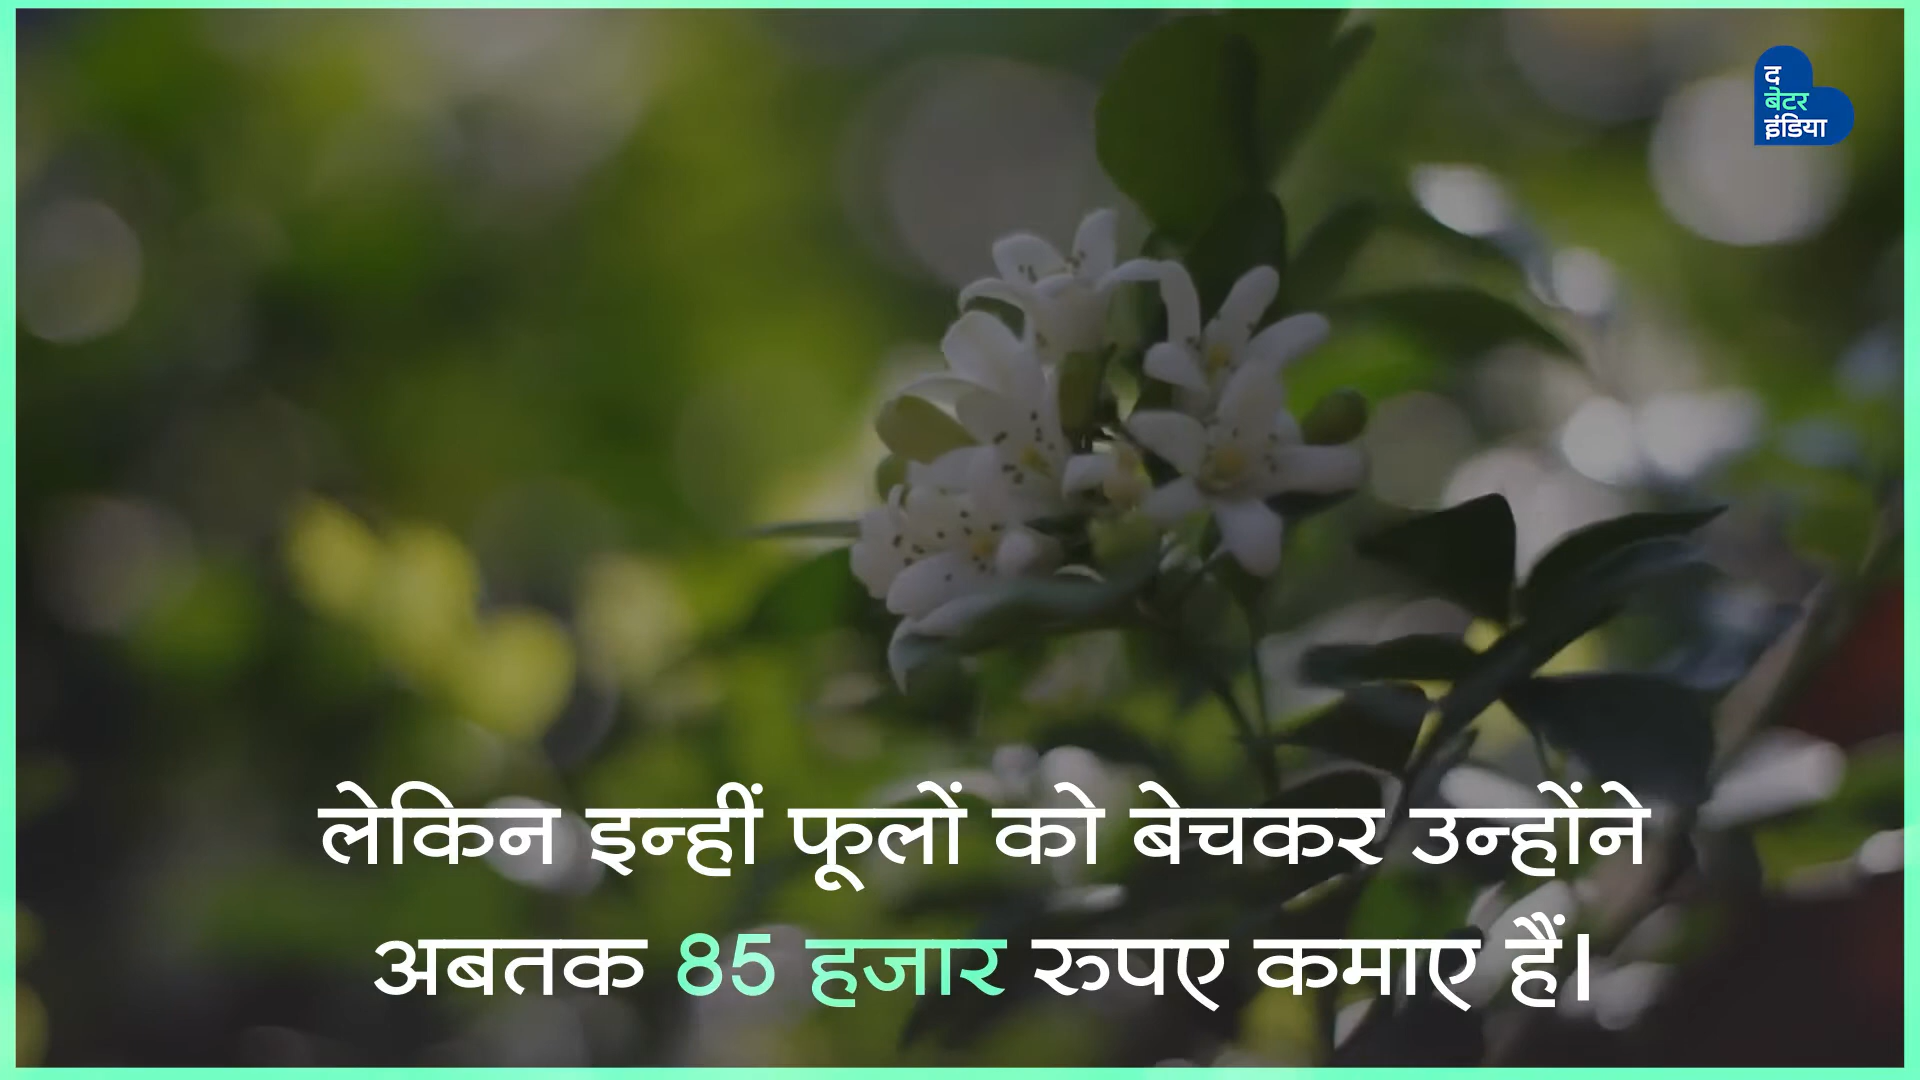 द
बेटर
इंडिया
लेकिन इन्हीं फूलों को बेचकर उन्होंने
अबतक 85 हजार रुपए कमाए हैं।